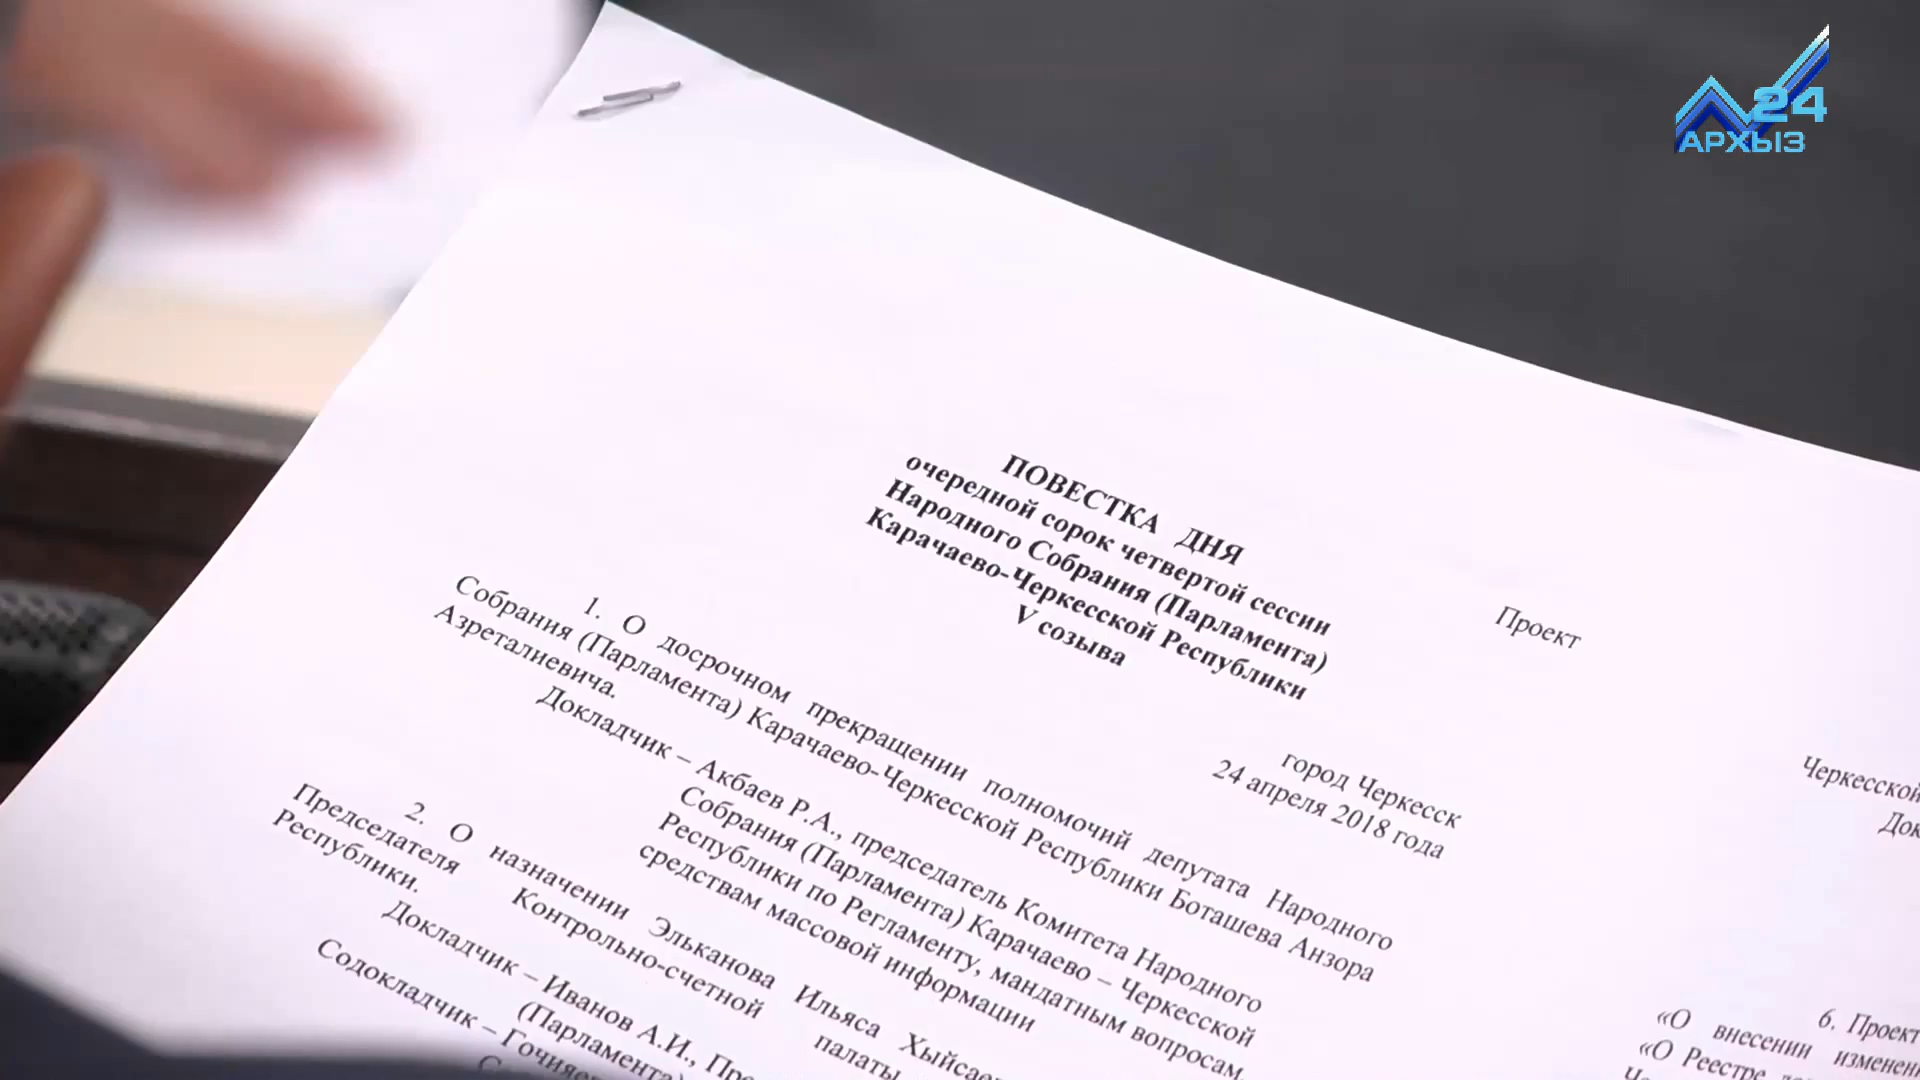 24
АРХЫЗ
Проект
ПОВЕСТКА ДНЯ
очередной сорок четвертой сессии
Народного Собрания (Парламента)
Карачаево-Черкесской Республики
V созыва
город Черкесск
24 апреля 2018 года
1. О досрочном прекращении полномочий депутата Народного
Собрания (Парламента) Карачаево-Черкесской Республики Боташева Анзора
Азреталиевича.
Докладчик – Акбаев Р.А., председатель Комитета Народного
Собрания (Парламента) Карачаево – Черкесской
Республики по Регламенту, мандатным вопросам,
средствам массовой информации
2. О назначении Эльканова Ильяса
Председателя Контрольно-счетной палаты
Республики.
Докладчик – Иванов А.И.,
(Парламента)
Содокладчик –
Черкесской
6. Проект
«О внесении
«О Реестре